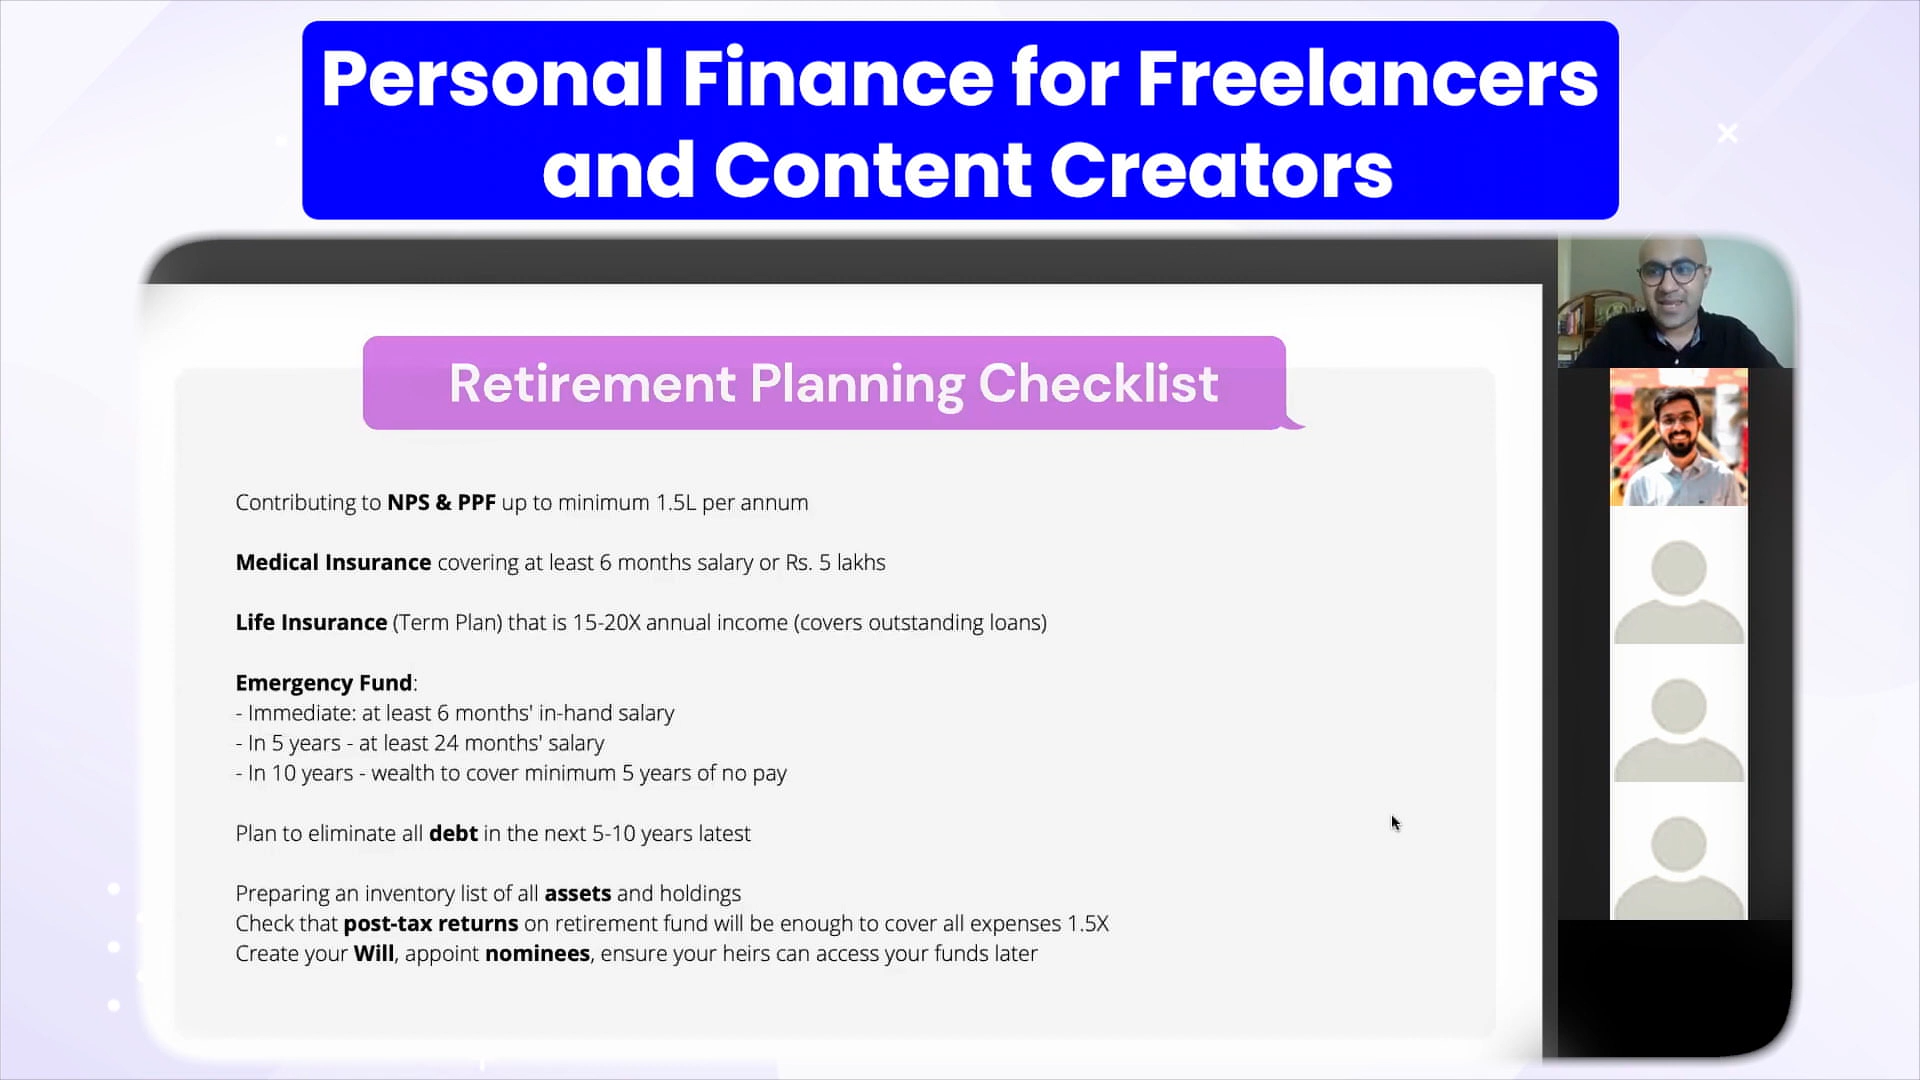 Personal Finance for Freelancers
and Content Creators
Retirement Planning Checklist
Contributing to NPS & PPF up to minimum 1.5L per annum
Medical Insurance covering at least 6 months salary or Rs. 5 lakhs
Life Insurance (Term Plan) that is 15-20X annual income (covers outstanding loans)
Emergency Fund:
- Immediate: at least 6 months' in-hand salary
- In 5 years - at least 24 months' salary
- In 10 years - wealth to cover minimum 5 years of no pay
Plan to eliminate all debt in the next 5-10 years latest
Preparing an inventory list of all assets and holdings
Check that post-tax returns on retirement fund will be enough to cover all expenses 1.5X
Create your Will, appoint nominees, ensure your heirs can access your funds later